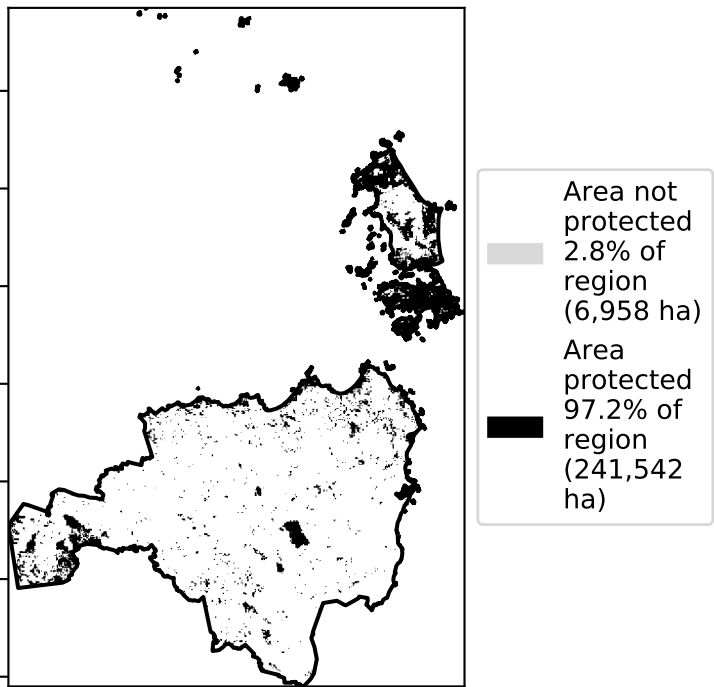 Area not
protected
2.8% of
region
(6,958 ha)
Area
protected
97.2% of
region
(241,542
ha)